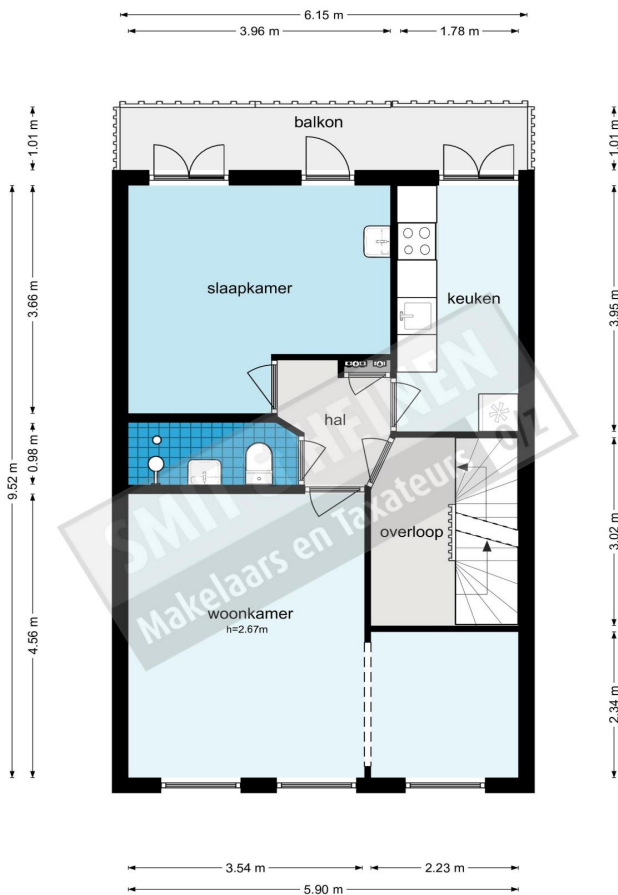 6.15 m
3.96 m
1.78 m
1.01 m
balkon
1.01 m
9.52 m
3.66 m
slaapkamer
keuken
3.95 m
hal
0.98 m
SMIT & HEINEN
Makelaars en Taxateurs o/z
overloop
3.02 m
4.56 m
woonkamer
h=2.67m
2.34 m
3.54 m
2.23 m
5.90 m